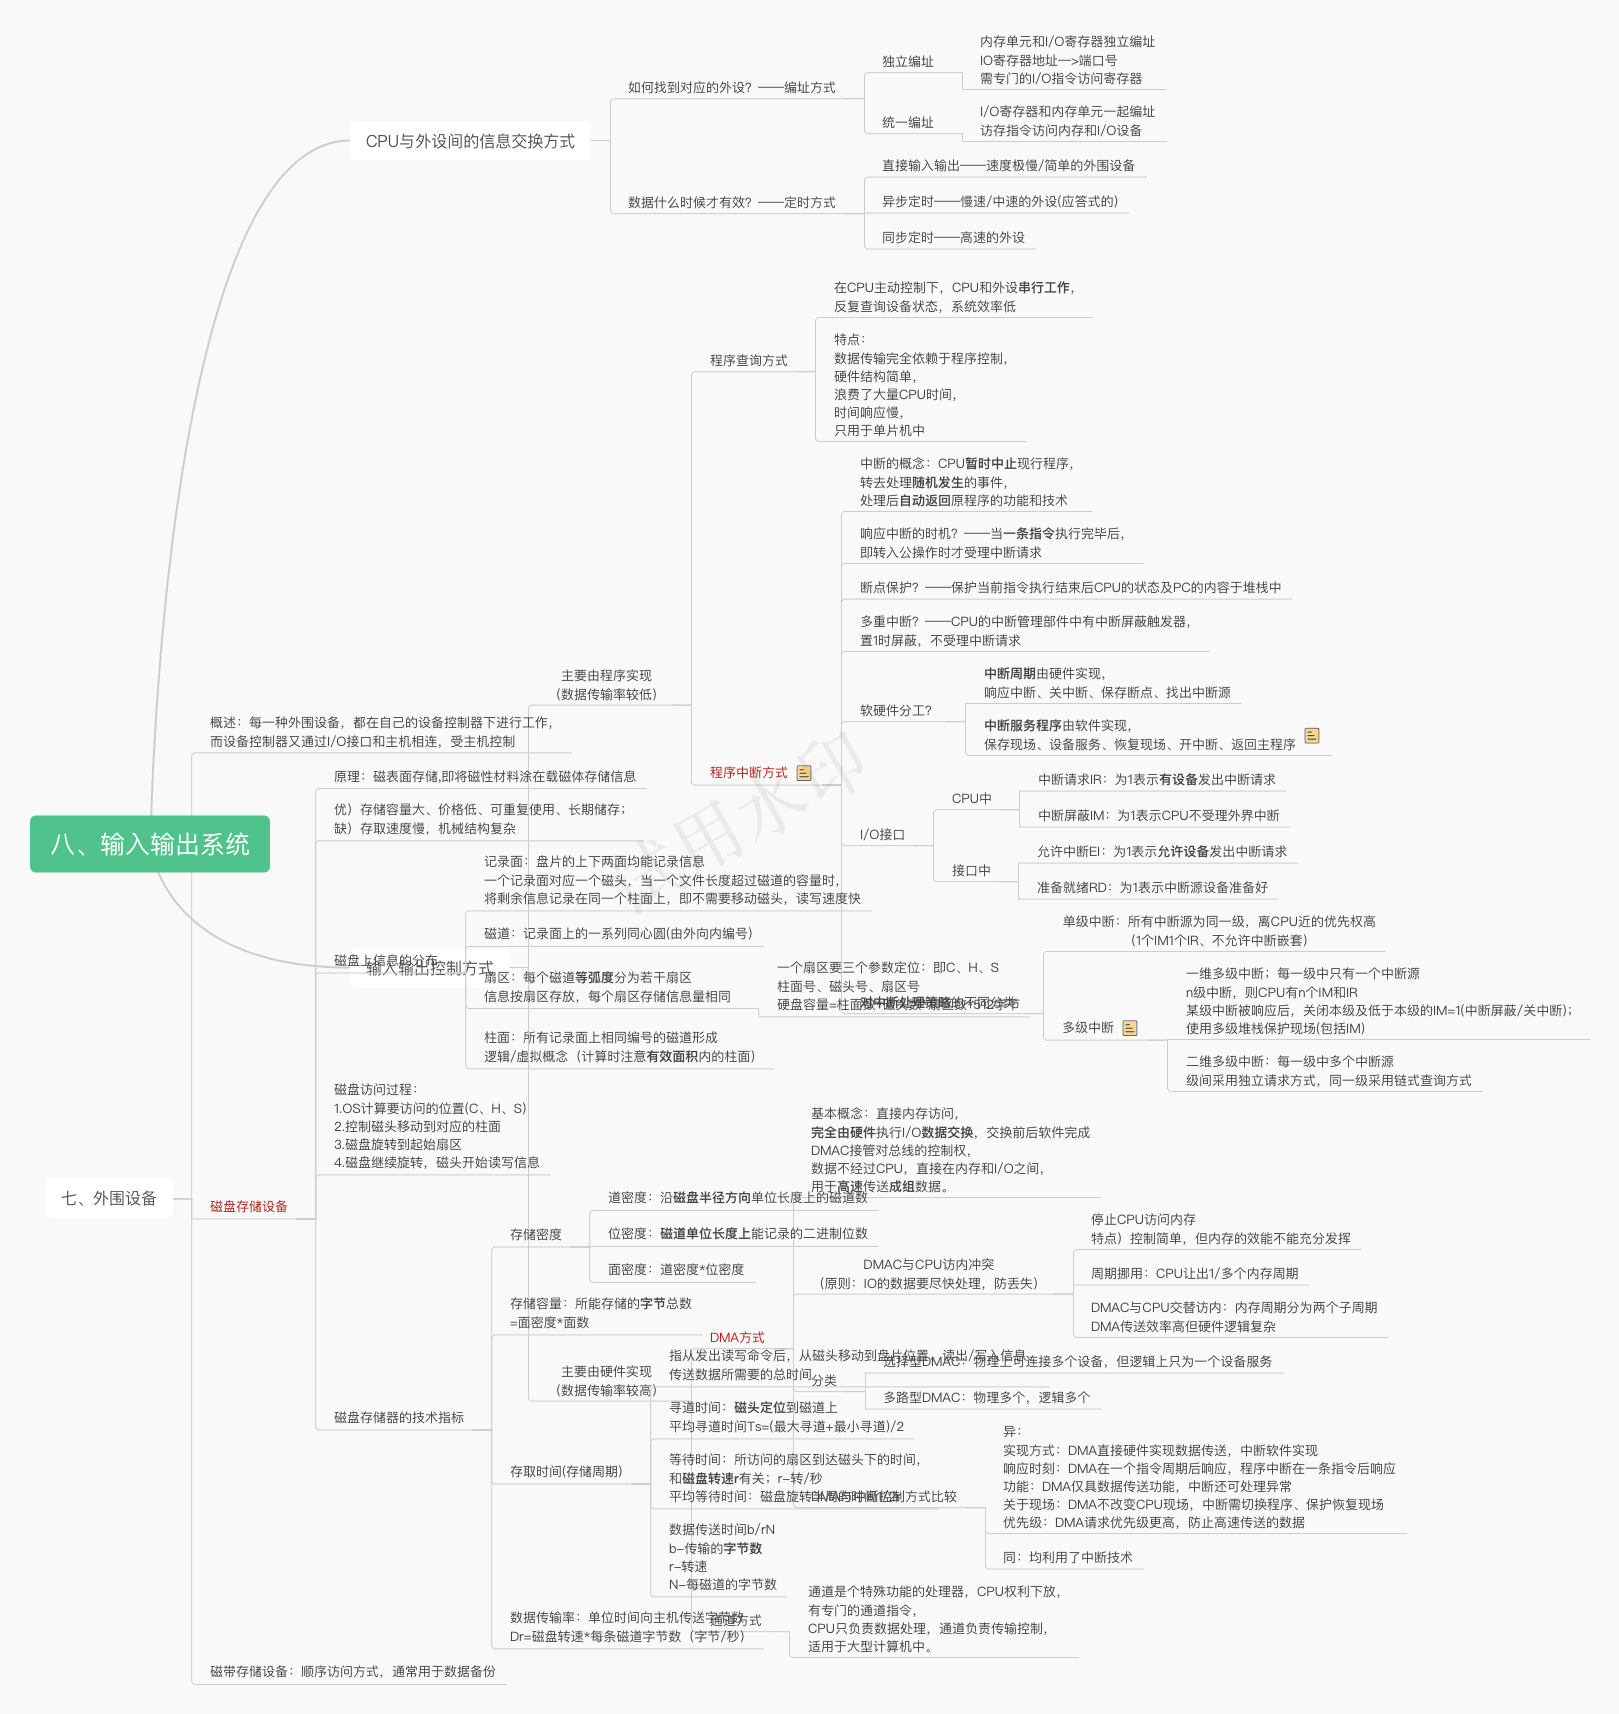 八、输入输出系统
CPU与外设间的信息交换方式
如何找到对应的外设？——编址方式
独立编址
内存单元和I/O寄存器独立编址
IO寄存器地址—>端口号
需专门的I/O指令访问寄存器
统一编址
I/O寄存器和内存单元一起编址
访存指令访问内存和I/O设备
数据什么时候才有效？——定时方式
直接输入输出——速度极慢/简单的外围设备
异步定时——慢速/中速的外设(应答式的)
同步定时——高速的外设
输入输出控制方式
主要由程序实现
(数据传输率较低)
程序查询方式
在CPU主动控制下，CPU和外设串行工作，
反复查询设备状态，系统效率低
特点：
数据传输完全依赖于程序控制，
硬件结构简单，
浪费了大量CPU时间，
时间响应慢，
只用于单片机中
程序中断方式
中断的概念：CPU暂时中止现行程序，
转去处理随机发生的事件，
处理后自动返回原程序的功能和技术
响应中断的时机？——当一条指令执行完毕后，
即转入公操作时才受理中断请求
断点保护？——保护当前指令执行结束后CPU的状态及PC的内容于堆栈中
多重中断？——CPU的中断管理部件中有中断屏蔽触发器，
置1时屏蔽，不受理中断请求
软硬件分工？
中断周期由硬件实现，
响应中断、关中断、保存断点、找出中断源
中断服务程序由软件实现，
保存现场、设备服务、恢复现场、开中断、返回主程序
I/O接口
CPU中
中断请求IR：为1表示有设备发出中断请求
中断屏蔽IM：为1表示CPU不受理外界中断
接口中
允许中断EI：为1表示允许设备发出中断请求
准备就绪RD：为1表示中断源设备准备好
对中断处理策略的不同分类
单级中断：所有中断源为同一级，离CPU近的优先权高
(1个IM1个IR、不允许中断嵌套)
多级中断
一维多级中断；每一级中只有一个中断源
n级中断，则CPU有n个IM和IR
某级中断被响应后，关闭本级及低于本级的IM=1(中断屏蔽/关中断)；
使用多级堆栈保护现场(包括IM)
二维多级中断：每一级中多个中断源
级间采用独立请求方式，同一级采用链式查询方式
主要由硬件实现
(数据传输率较高)
DMA方式
基本概念：直接内存访问，
完全由硬件执行I/O数据交换，交换前后软件完成
DMAC接管对总线的控制权，
数据不经过CPU，直接在内存和I/O之间，
用于高速传送成组数据。
DMAC与CPU访内冲突
（原则：IO的数据要尽快处理，防丢失）
停止CPU访问内存
特点）控制简单，但内存的效能不能充分发挥
周期挪用：CPU让出1/多个内存周期
DMAC与CPU交替访内：内存周期分为两个子周期
DMA传送效率高但硬件逻辑复杂
分类
选择型DMAC：物理上可连接多个设备，但逻辑上只为一个设备服务
多路型DMAC：物理多个，逻辑多个
DMA与中断控制方式比较
异：
实现方式：DMA直接硬件实现数据传送，中断软件实现
响应时刻：DMA在一个指令周期后响应，程序中断在一条指令后响应
功能：DMA仅具数据传送功能，中断还可处理异常
关于现场：DMA不改变CPU现场，中断需切换程序、保护恢复现场
优先级：DMA请求优先级更高，防止高速传送的数据
同：均利用了中断技术
通道方式
通道是个特殊功能的处理器，CPU权利下放，
有专门的通道指令，
CPU只负责数据处理，通道负责传输控制，
适用于大型计算机中。
七、外围设备
概述：每一种外围设备，都在自己的设备控制器下进行工作，
而设备控制器又通过I/O接口和主机相连，受主机控制
磁盘存储设备
原理：磁表面存储,即将磁性材料涂在载磁体存储信息
优）存储容量大、价格低、可重复使用、长期储存；
缺）存取速度慢，机械结构复杂
磁盘上信息的分布
记录面：盘片的上下两面均能记录信息
一个记录面对应一个磁头，当一个文件长度超过磁道的容量时，
将剩余信息记录在同一个柱面上，即不需要移动磁头，读写速度快
磁道：记录面上的一系列同心圆(由外向内编号)
扇区：每个磁道等弧度分为若干扇区
信息按扇区存放，每个扇区存储信息量相同
一个扇区要三个参数定位：即C、H、S
柱面号、磁头号、扇区号
硬盘容量=柱面数*磁头数*扇区数*512字节
柱面：所有记录面上相同编号的磁道形成
逻辑/虚拟概念（计算时注意有效面积内的柱面）
磁盘访问过程：
1.OS计算要访问的位置(C、H、S)
2.控制磁头移动到对应的柱面
3.磁盘旋转到起始扇区
4.磁盘继续旋转，磁头开始读写信息
磁盘存储器的技术指标
存储密度
道密度：沿磁盘半径方向单位长度上的磁道数
位密度：磁道单位长度上能记录的二进制位数
面密度：道密度*位密度
存储容量：所能存储的字节总数
=面密度*面数
存取时间(存储周期)
指从发出读写命令后，从磁头移动到盘片位置，读出/写入信息
传送数据所需要的总时间
寻道时间：磁头定位到磁道上
平均寻道时间Ts=(最大寻道+最小寻道)/2
等待时间：所访问的扇区到达磁头下的时间，
和磁盘转速r有关；r-转/秒
平均等待时间：磁盘旋转半周的时间1/2r
数据传送时间b/rN
b-传输的字节数
r-转速
N-每磁道的字节数
数据传输率：单位时间向主机传送字节数
Dr=磁盘转速*每条磁道字节数（字节/秒）
磁带存储设备：顺序访问方式，通常用于数据备份
试用水印